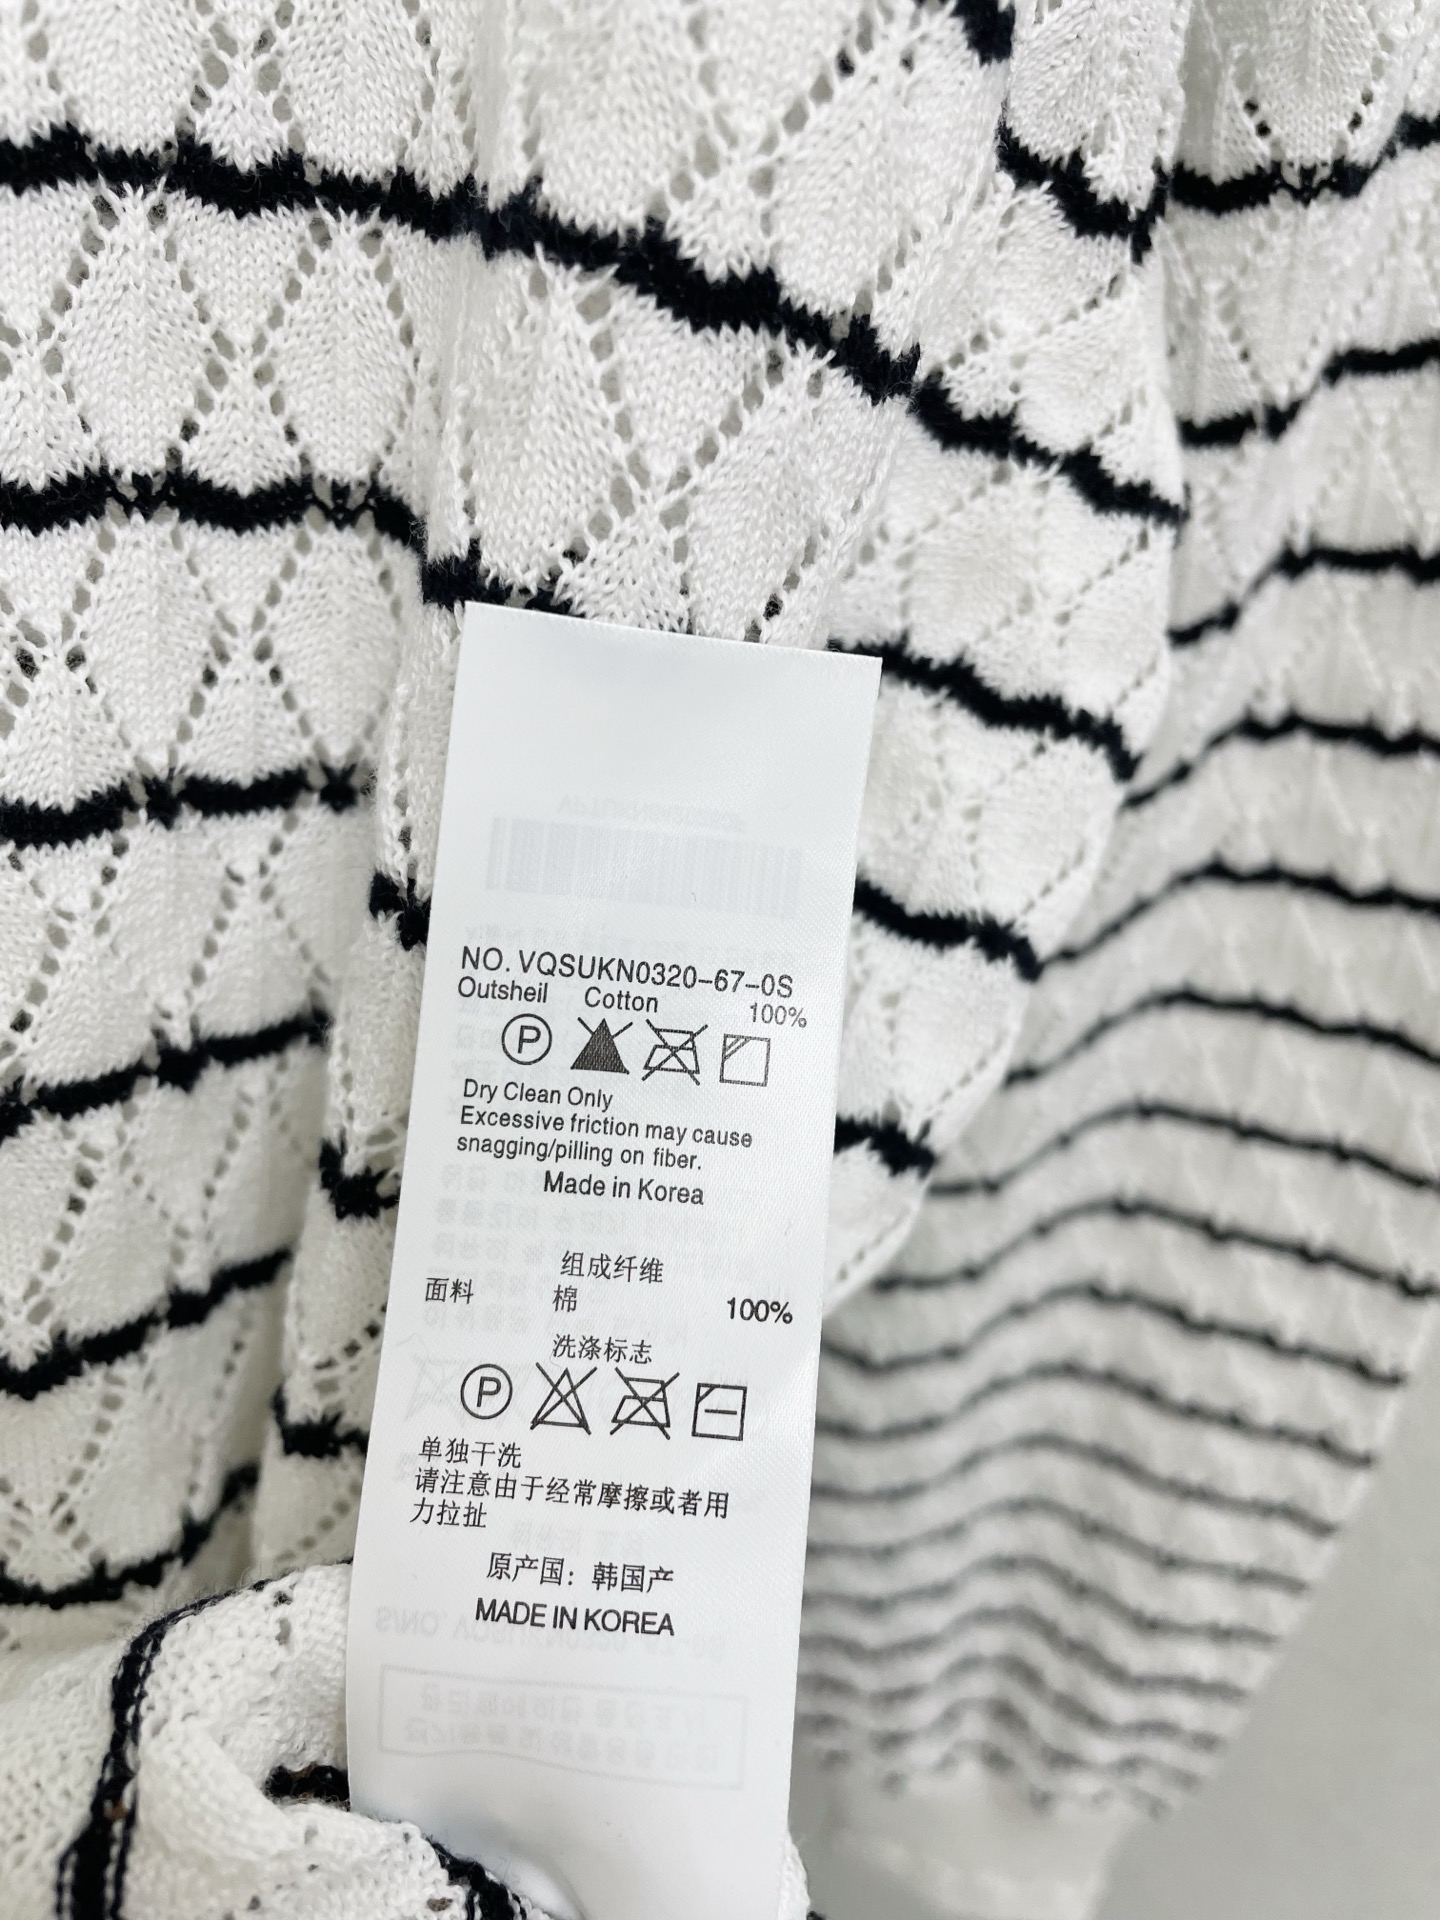 NO. VQSUKN0320-67-0S
Outsheil Cotton 100%
P
Dry Clean Only
Excessive friction may cause
snagging/pilling on fiber.
Made in Korea
组成纤维
面料 棉 100%
洗涤标志
P
单独干洗
请注意由于经常摩擦或者用
力拉扯
原产国：韩国产
MADE IN KOREA